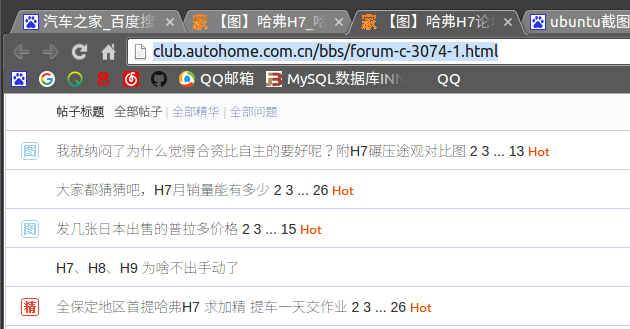 汽车之家_百度搜
【图】哈弗H7_哈
【图】哈弗H7论坛
ubuntu截图
club.autohome.com.cn/bbs/forum-c-3074-1.html
QQ邮箱
MySQL数据库INN
QQ
帖子标题 全部帖子 | 全部精华 | 全部问题
图 我就纳闷了为什么觉得合资比自主的要好呢？附H7碾压途观对比图 2 3 ... 13 Hot
大家都猜猜吧，H7月销量能有多少 2 3 ... 26 Hot
图 发几张日本出售的普拉多价格 2 3 ... 15 Hot
H7、H8、H9 为啥不出手动了
精 全保定地区首提哈弗H7 求加精 提车一天交作业 2 3 ... 26 Hot